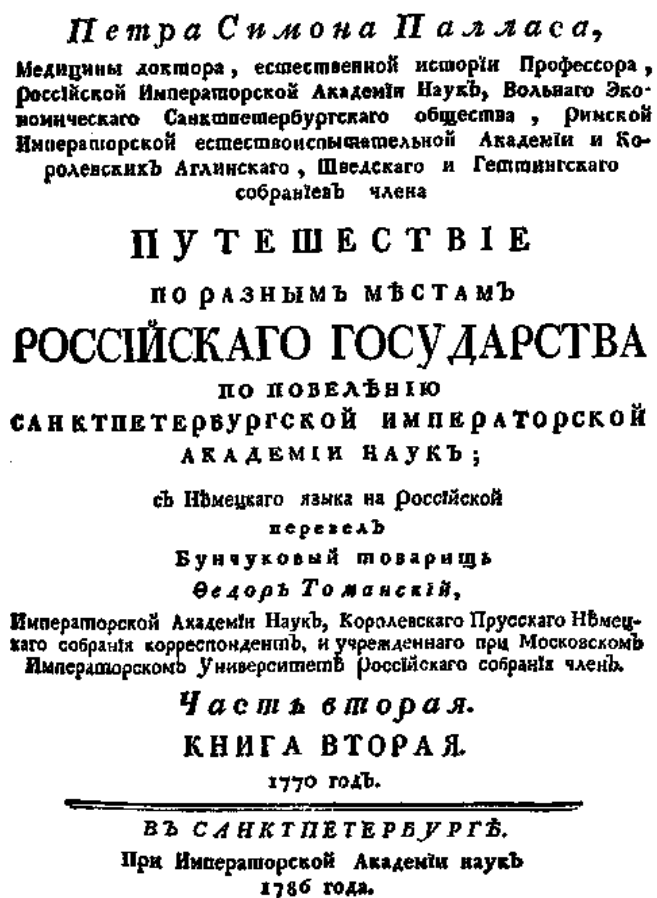 Петра Симона Палласа,
Медицины доктора, естественной исторіи Профессора,
Россійской Императорской Академіи Наукъ, Вольнаго Эко-
номическаго Санктпетербургскаго общества, Римской
Императорской естествоиспытательной Академіи и Ко-
ролевскихъ Аглинскаго, Шведскаго и Геттингскаго
собраніевъ члена
ПУТЕШЕСТВІЕ
ПО РАЗНЫМЪ МѢСТАМЪ
РОССІЙСКАГО ГОСУДАРСТВА
ПО ПОВЕЛѢНІЮ
САНКТПЕТЕРБУРГСКОЙ ИМПЕРАТОРСКОЙ
АКАДЕМІИ НАУКЪ;
съ Нѣмецкаго языка на Россійской
перевелъ
Бунчуковый товарищъ
Ѳедоръ Томанскій,
Императорской Академіи Наукъ, Королевскаго Прусскаго Нѣмец-
каго собранія корреспондентъ, и учрежденнаго при Московскомъ
Императорскомъ Университетѣ Россійскаго собранія членъ.
Часть вторая.
КНИГА ВТОРАЯ.
1770 годъ.
ВЪ САНКТПЕТЕРБУРГѢ.
При Императорской Академіи наукъ
1786 года.